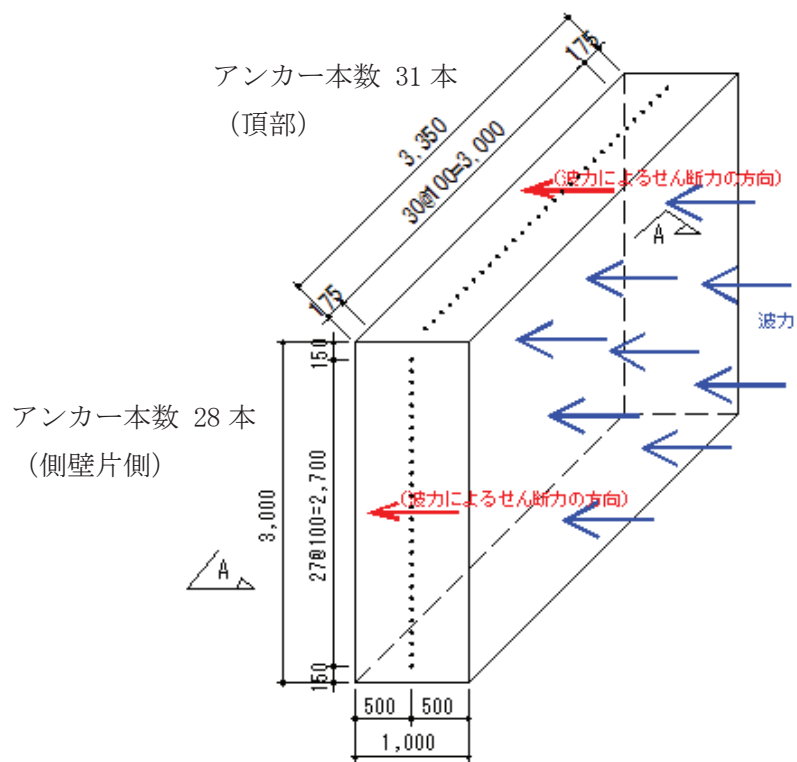 アンカー本数 31 本
（頂部）
175
3,350
30@100=3,000
175
(波力によるせん断力の方向)
A
波力
アンカー本数 28 本
（側壁片側）
150
3,000
27@100=2,700
150
(波力によるせん断力の方向)
A
500
500
1,000